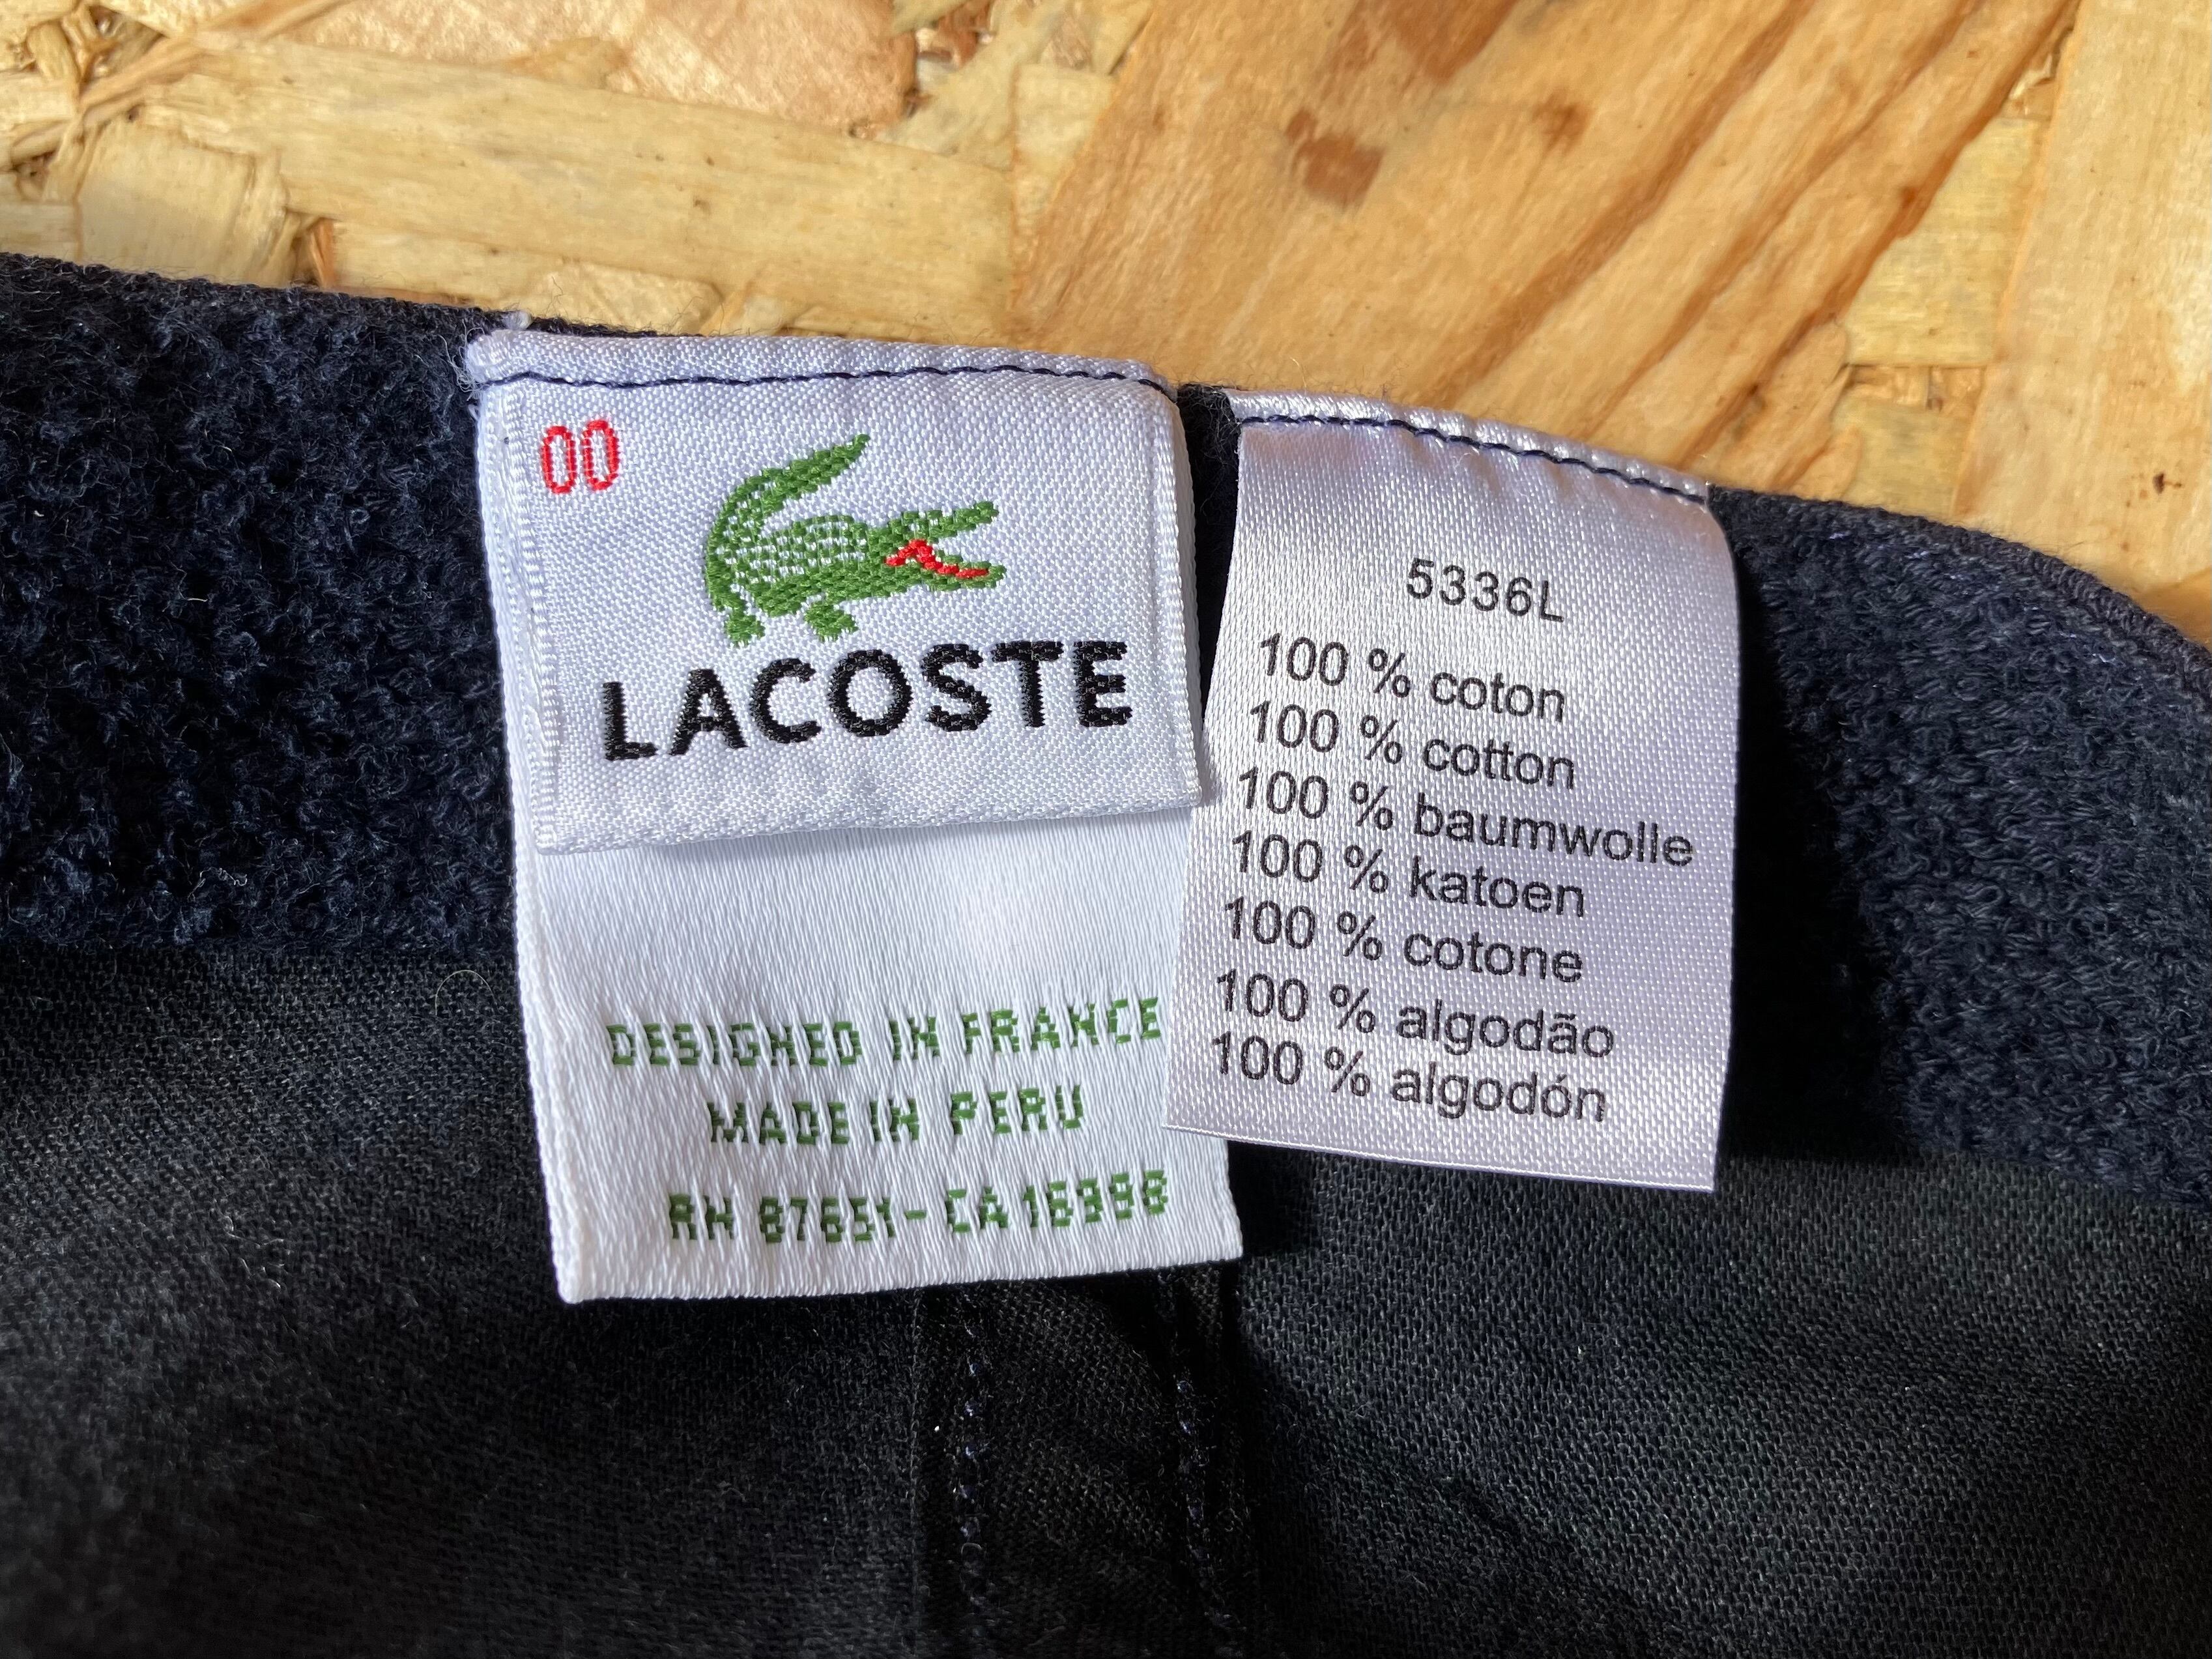 00
LACOSTE
DESIGNED IN FRANCE
MADE IN PERU
RN 87651-CA 16998
5336L
100 % coton
100 % cotton
100 % baumwolle
100 % katoen
100 % cotone
100 % algodão
100 % algodón